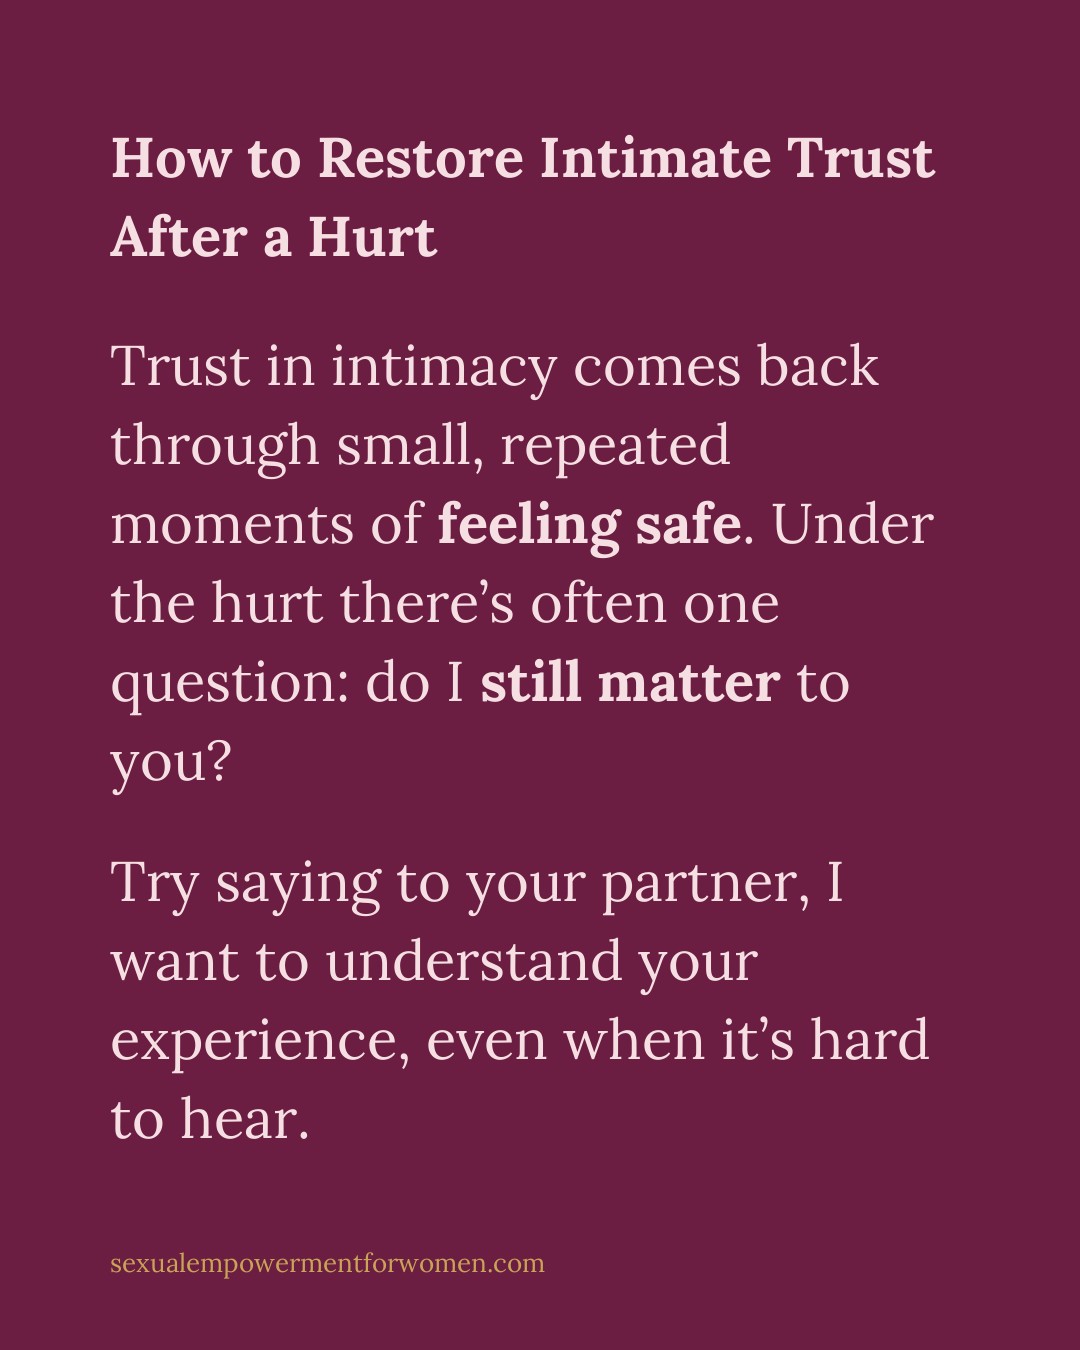 How to Restore Intimate Trust
After a Hurt
Trust in intimacy comes back
through small, repeated
moments of feeling safe. Under
the hurt there’s often one
question: do I still matter to
you?
Try saying to your partner, I
want to understand your
experience, even when it’s hard
to hear.
sexualempowermentforwomen.com